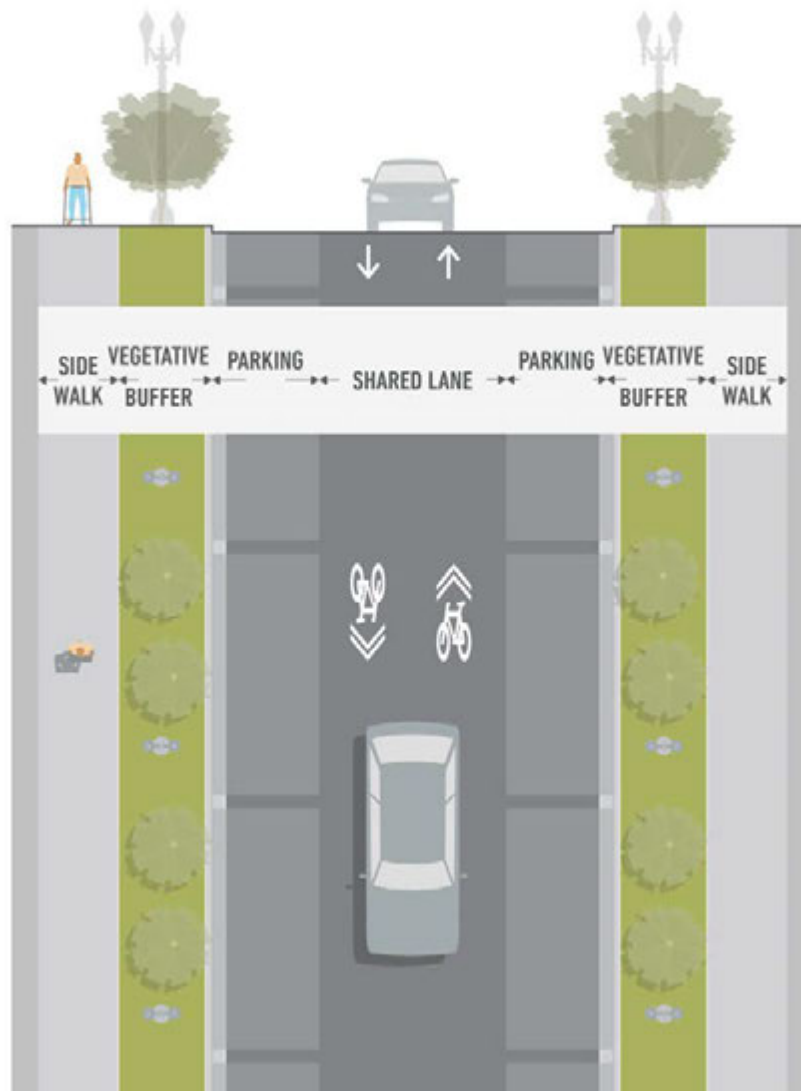 SIDE
WALK
VEGETATIVE
BUFFER
PARKING
SHARED LANE
PARKING
VEGETATIVE
BUFFER
SIDE
WALK